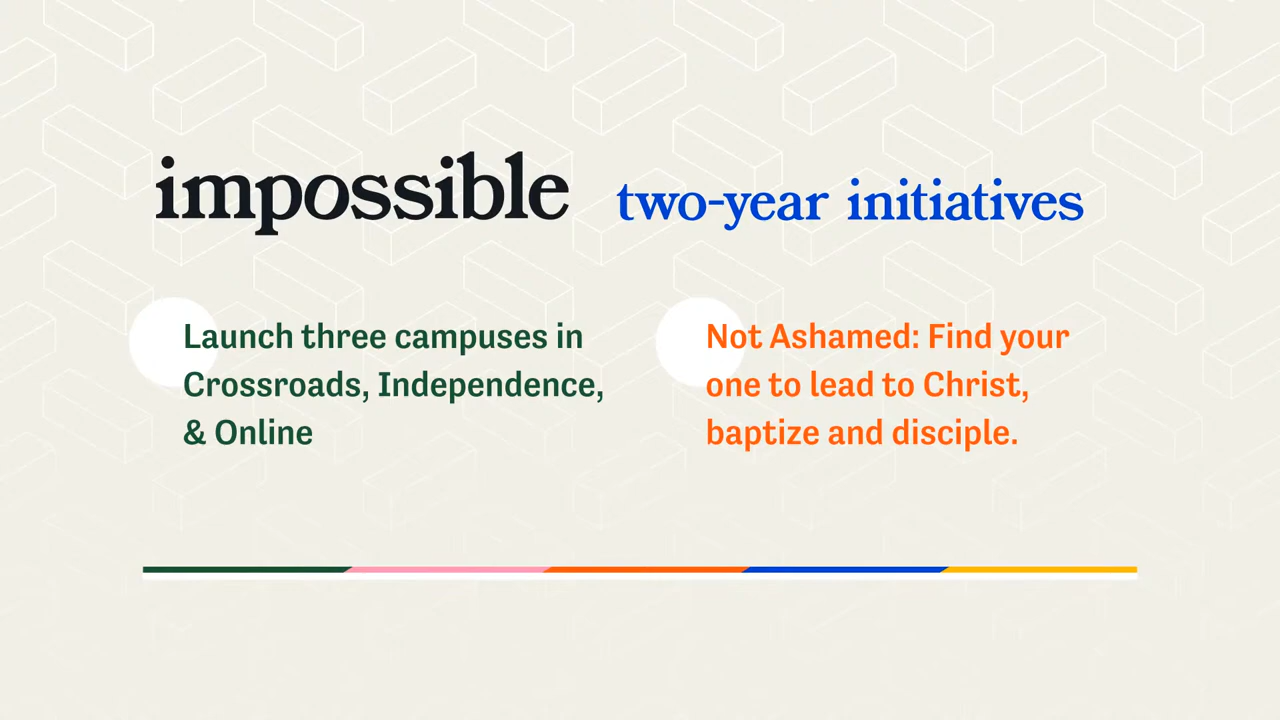 impossible two-year initiatives
Launch three campuses in
Crossroads, Independence,
& Online
Not Ashamed: Find your
one to lead to Christ,
baptize and disciple.